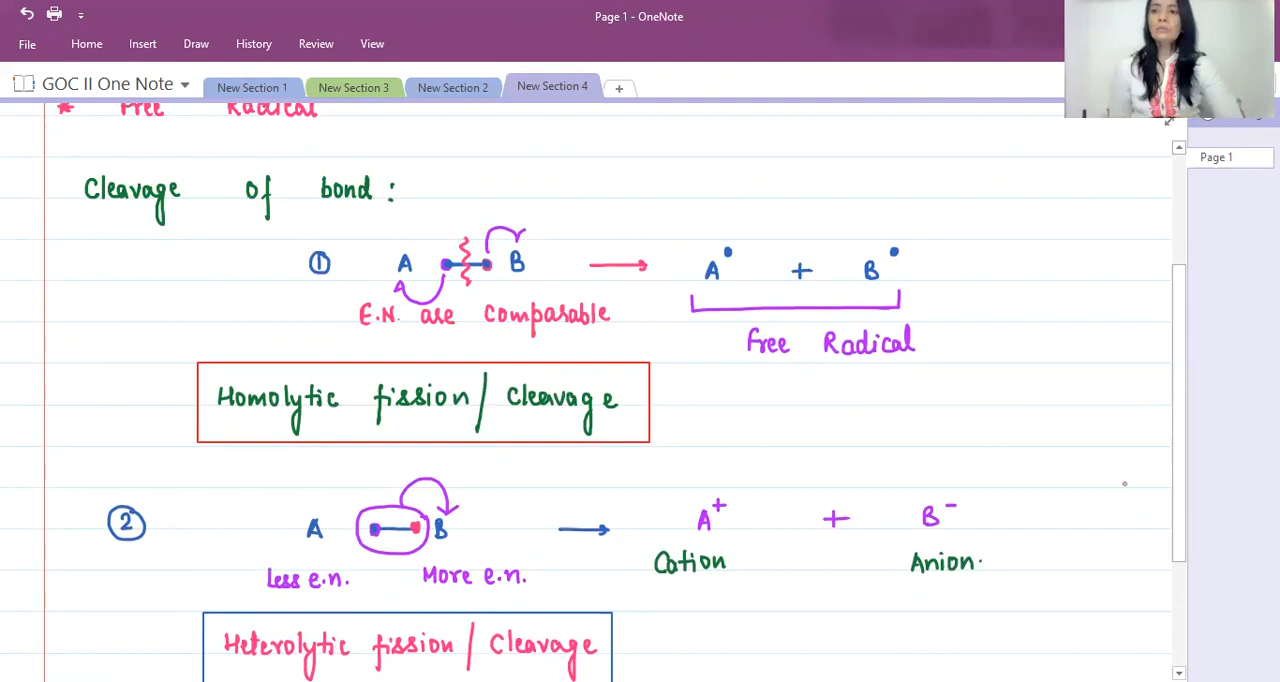 Page 1 - OneNote
File Home Insert Draw History Review View
GOC II One Note New Section 1 New Section 3 New Section 2 New Section 4 +
Page 1
* Free Radical
Cleavage of bond :
① A B → A• + B•
E.N. are Comparable
Free Radical
Homolytic fission / Cleavage
② A B → A⁺ + B⁻
Cation Anion.
Less e.n. More e.n.
Heterolytic fission / Cleavage